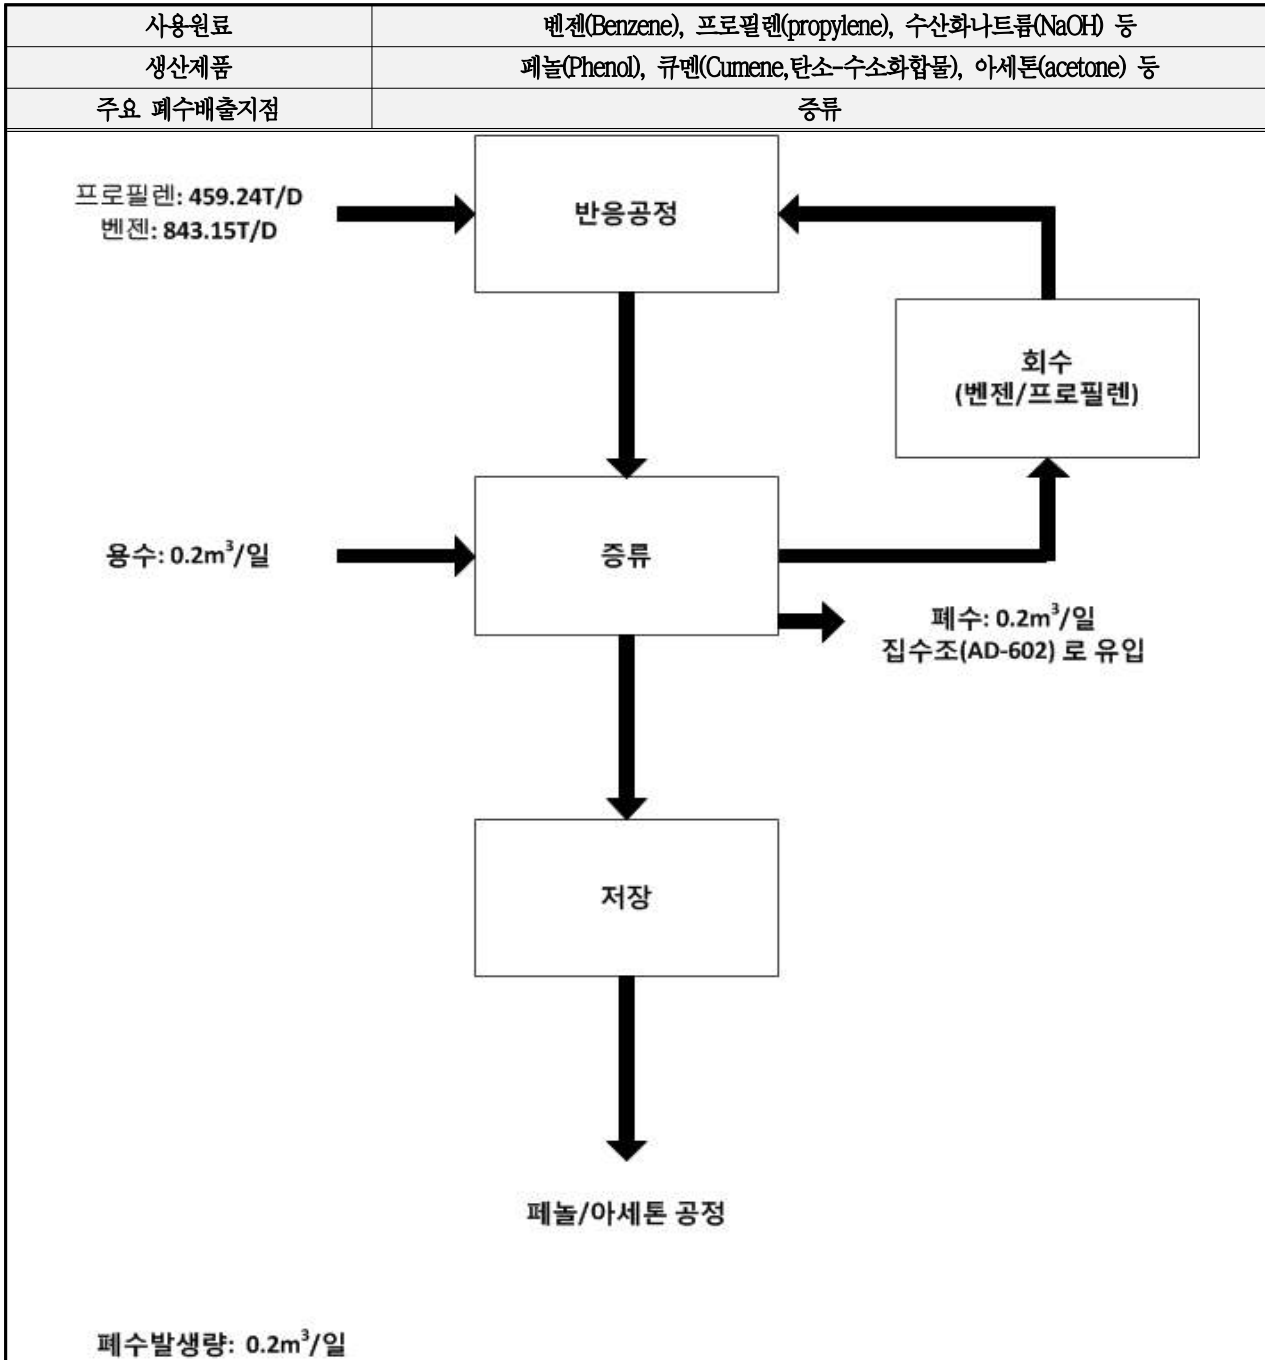 사용원료 벤젠(Benzene), 프로필렌(propylene), 수산화나트륨(NaOH) 등
생산제품 페놀(Phenol), 큐멘(Cumene,탄소-수소화합물), 아세톤(acetone) 등
주요 폐수배출지점 증류
프로필렌: 459.24T/D
벤젠: 843.15T/D
반응공정
회수
(벤젠/프로필렌)
용수: 0.2m³/일
증류
폐수: 0.2m³/일
집수조(AD-602) 로 유입
저장
페놀/아세톤 공정
폐수발생량: 0.2m³/일